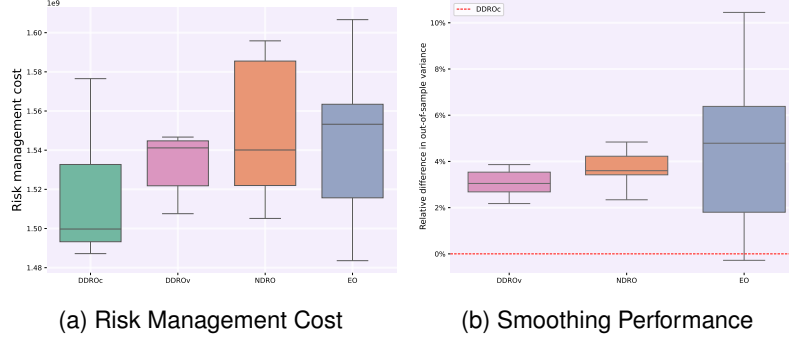 1e9
1.60
1.58
1.56
1.54
1.52
1.50
1.48
Risk management cost
DDROc DDROv NDRO EO
(a) Risk Management Cost
DDROc
10%
8%
6%
4%
2%
0%
Relative difference in out-of-sample variance
DDROv NDRO EO
(b) Smoothing Performance